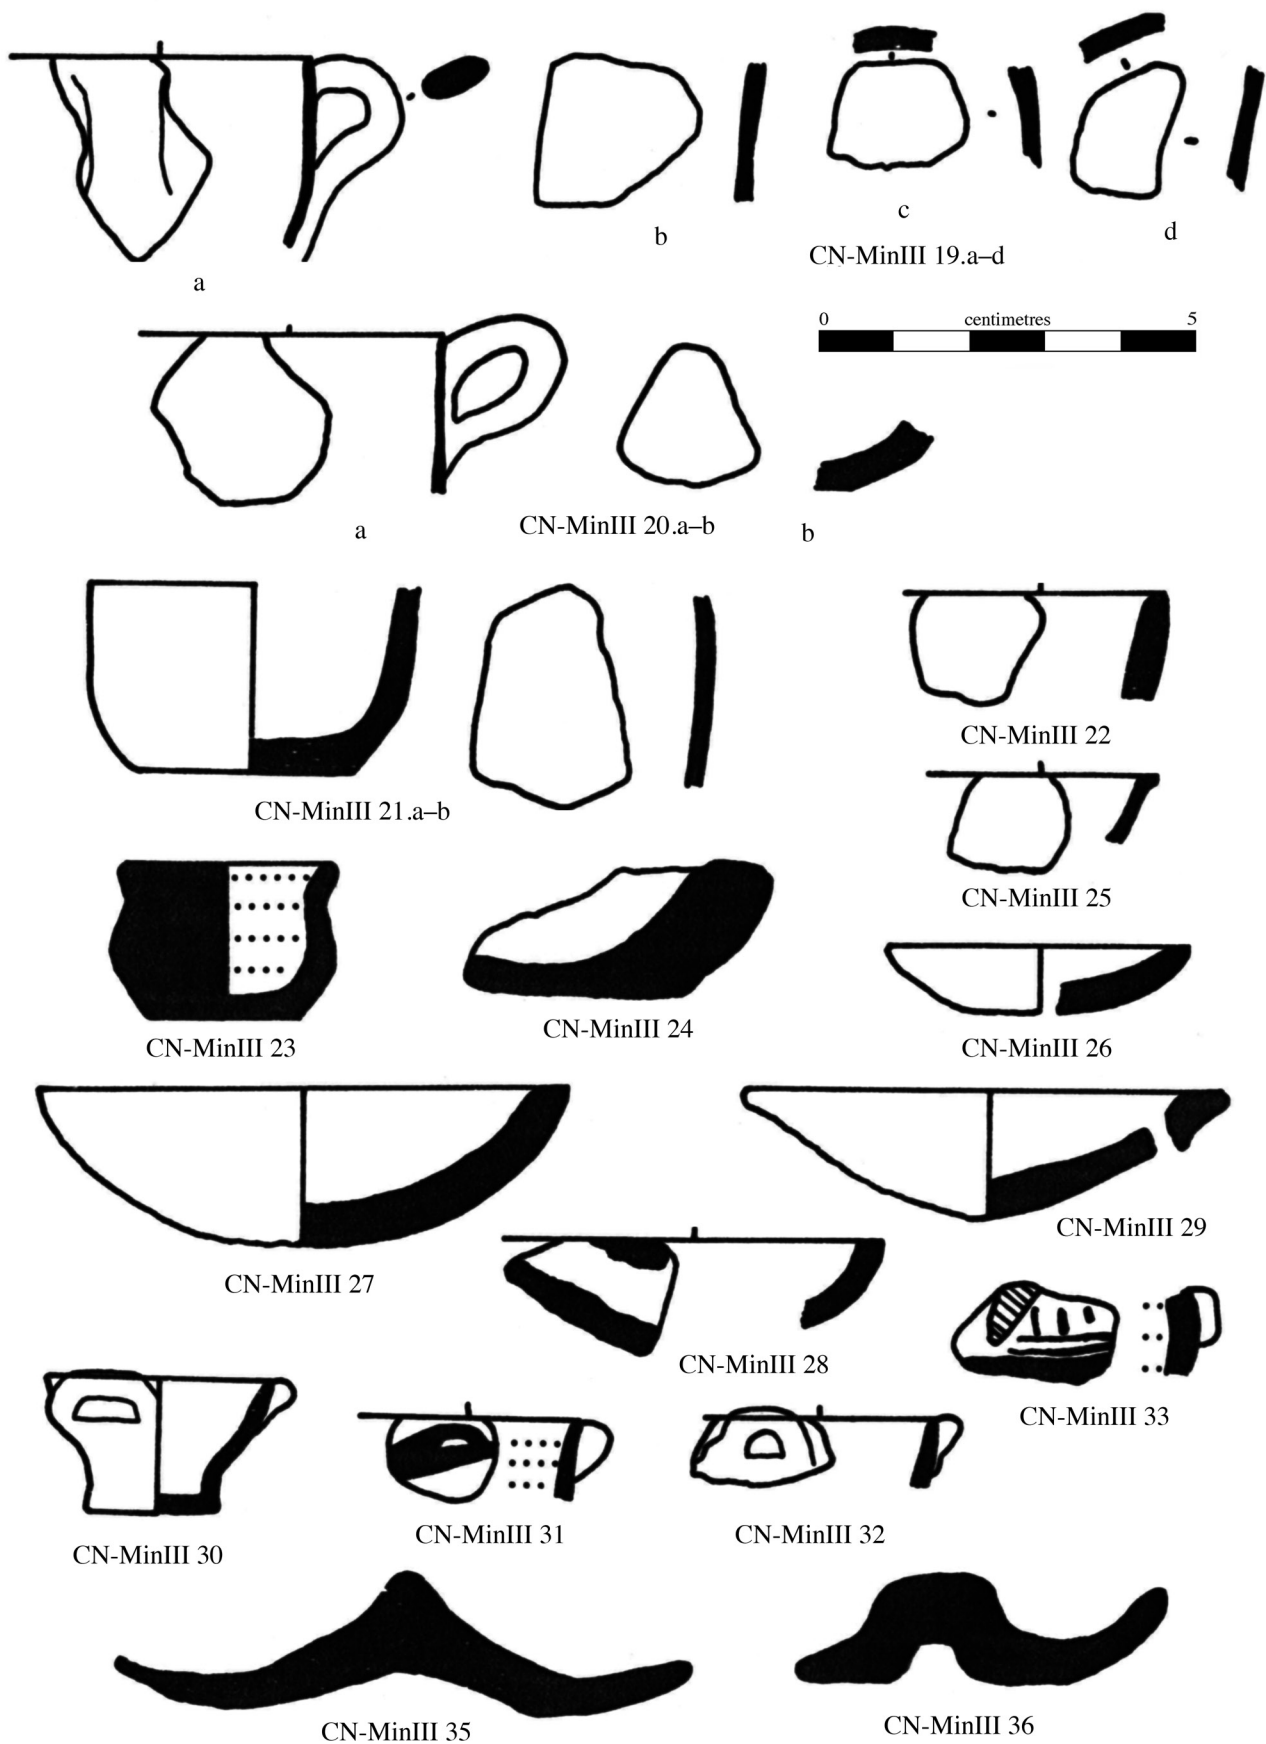 a
b
c
d
CN-MinIII 19.a–d
0 centimetres 5
a
CN-MinIII 20.a–b
b
CN-MinIII 21.a–b
CN-MinIII 22
CN-MinIII 25
CN-MinIII 23
CN-MinIII 24
CN-MinIII 26
CN-MinIII 27
CN-MinIII 29
CN-MinIII 28
CN-MinIII 33
CN-MinIII 30
CN-MinIII 31
CN-MinIII 32
CN-MinIII 35
CN-MinIII 36